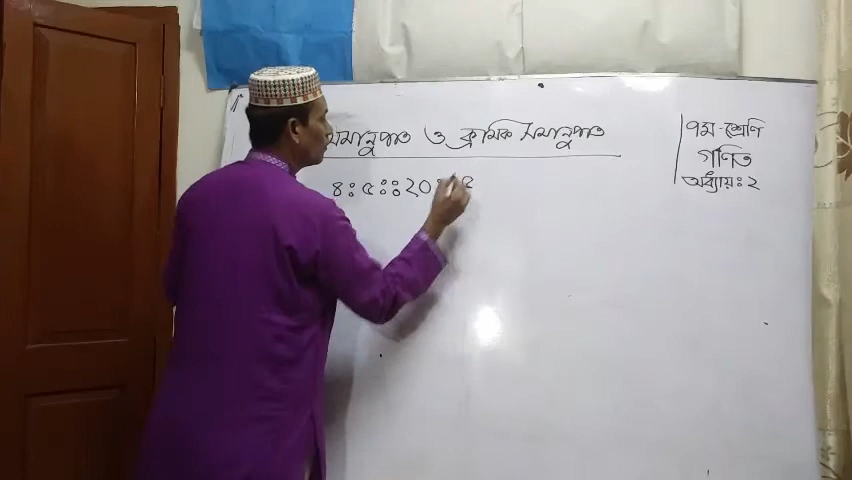 সমানুপাত ও ক্রমিক সমানুপাত
৪ঃ৫ঃঃ২০ঃ
৭ম-শ্রেণি
গণিত
অধ্যায়ঃ ২